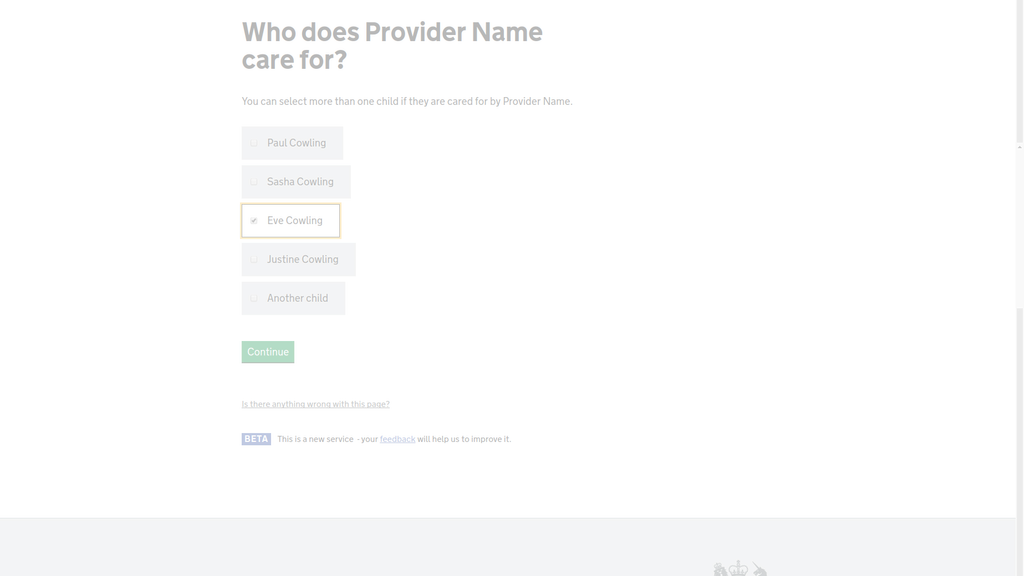 Who does Provider Name
care for?
You can select more than one child if they are cared for by Provider Name.
Paul Cowling
Sasha Cowling
Eve Cowling
Justine Cowling
Another child
Continue
Is there anything wrong with this page?
BETA This is a new service - your feedback will help us to improve it.